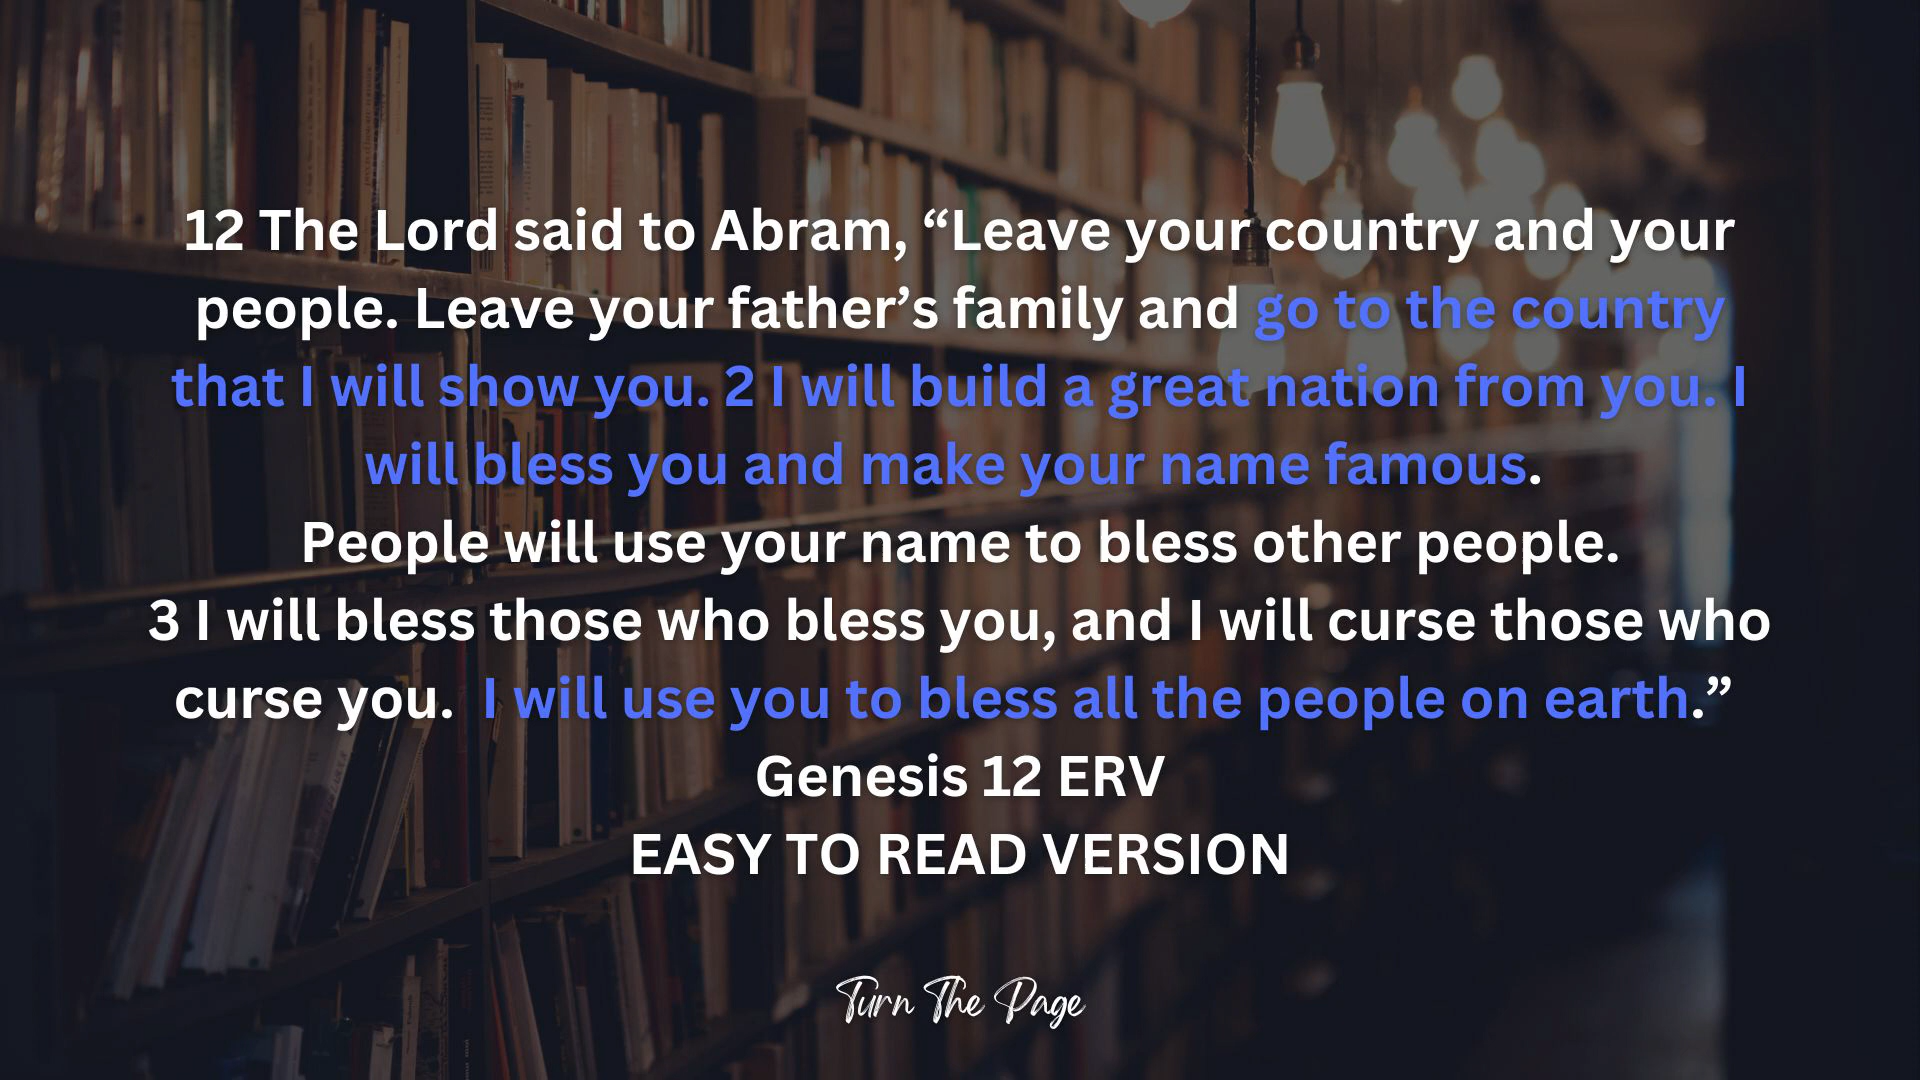 12 The Lord said to Abram, “Leave your country and your
people. Leave your father’s family and go to the country
that I will show you. 2 I will build a great nation from you. I
will bless you and make your name famous.
People will use your name to bless other people.
3 I will bless those who bless you, and I will curse those who
curse you.  I will use you to bless all the people on earth.”
Genesis 12 ERV
EASY TO READ VERSION
Turn The Page